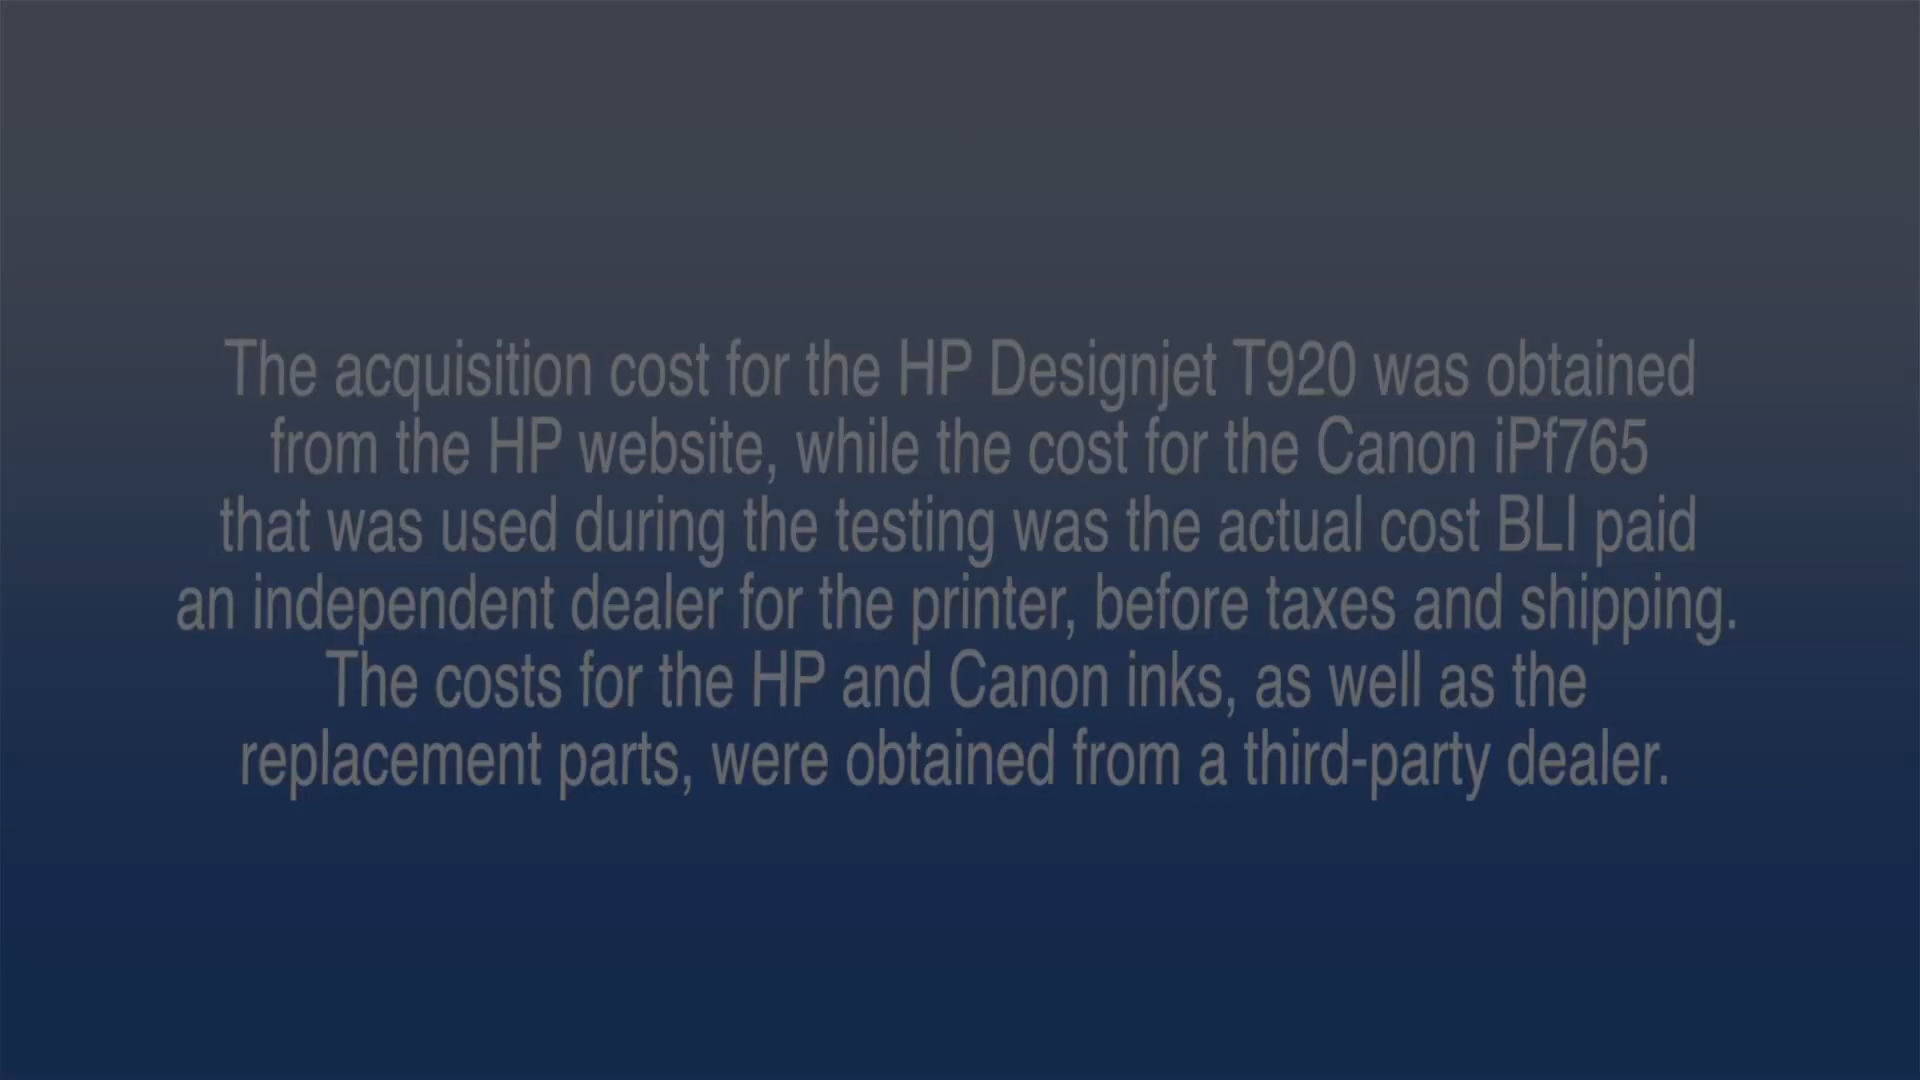 The acquisition cost for the HP Designjet T920 was obtained
from the HP website, while the cost for the Canon iPf765
that was used during the testing was the actual cost BLI paid
an independent dealer for the printer, before taxes and shipping.
The costs for the HP and Canon inks, as well as the
replacement parts, were obtained from a third-party dealer.